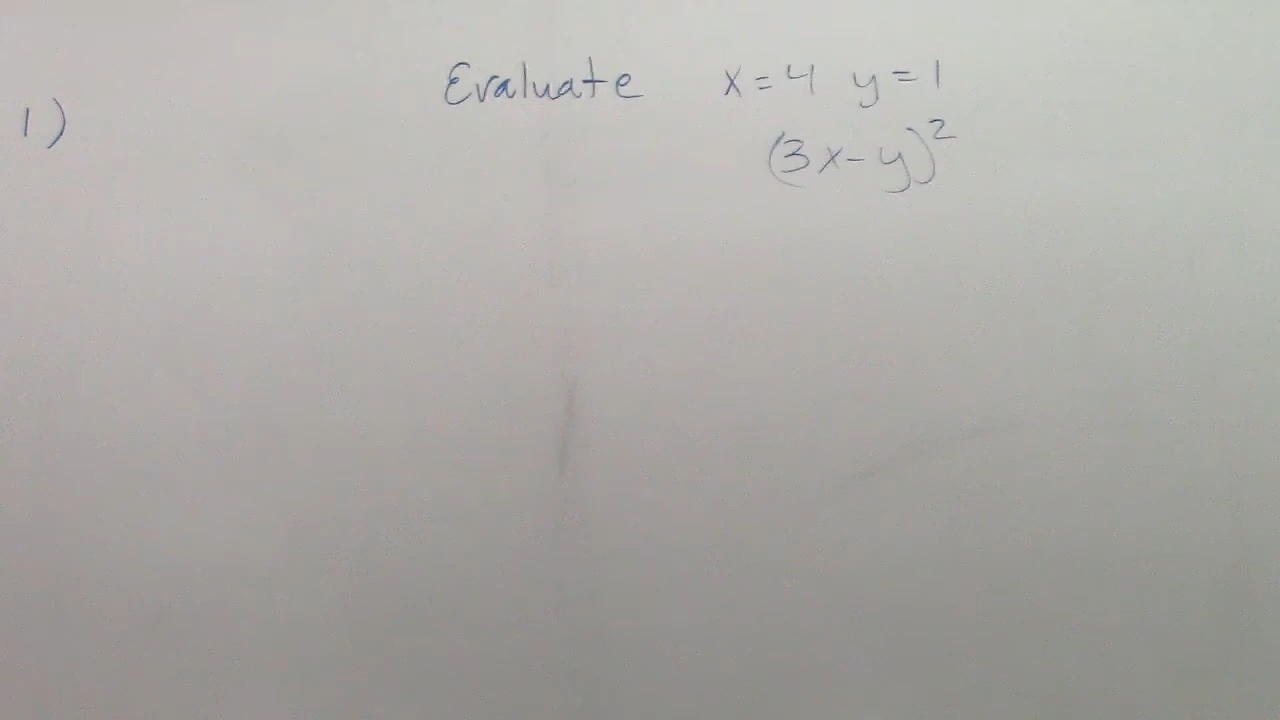 Evaluate x = 4 y = 1
1)
(3x - y)²